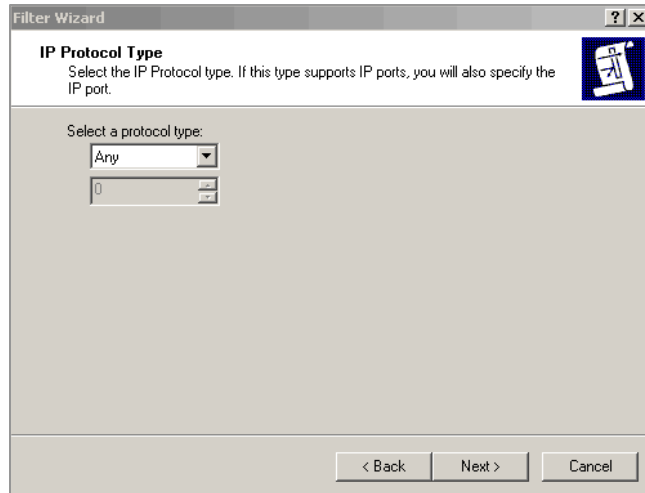 Filter Wizard
IP Protocol Type
Select the IP Protocol type. If this type supports IP ports, you will also specify the
IP port.
Select a protocol type:
Any
0
< Back
Next >
Cancel